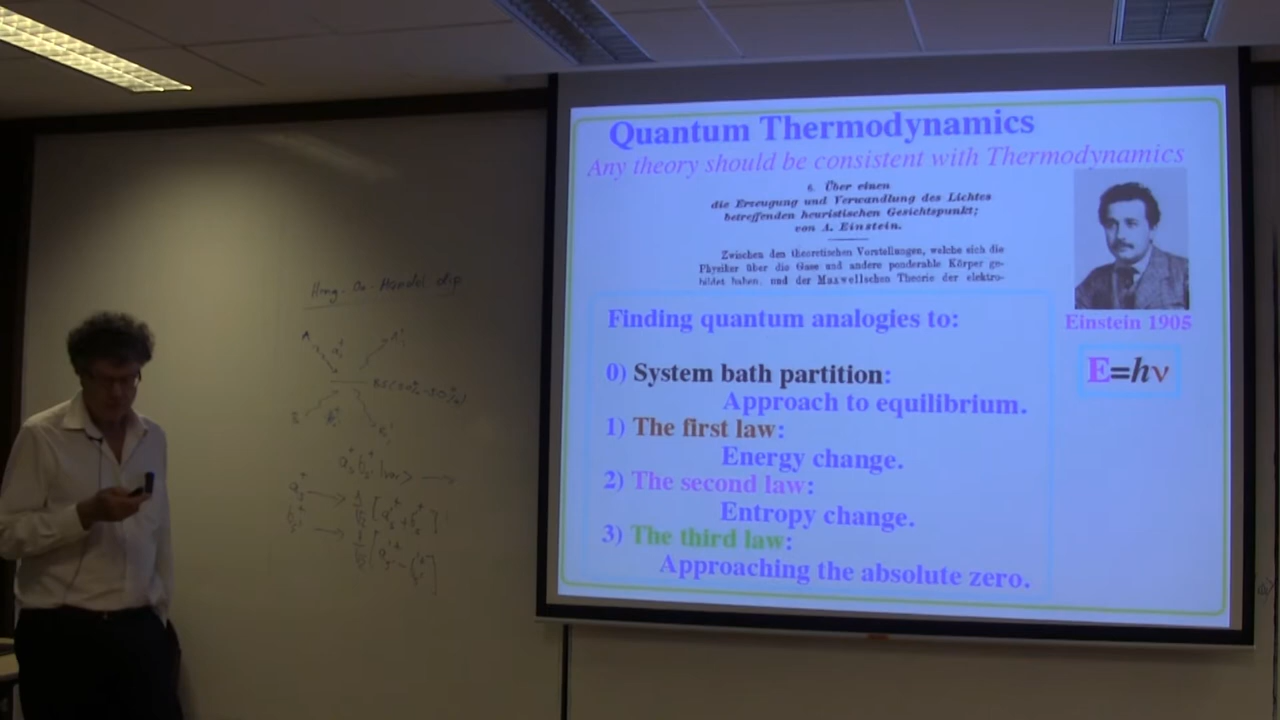 Quantum Thermodynamics
Any theory should be consistent with Thermodynamics
6. Über einen
die Erzeugung und Verwandlung des Lichtes
betreffenden heuristischen Gesichtspunkt;
von A. Einstein.
Zwischen den theoretischen Vorstellungen, welche sich die
Physiker über die Gase und andere ponderable Körper ge-
bildet haben, und der Maxwellschen Theorie der elektro-
Einstein 1905
E=hν
Finding quantum analogies to:
0) System bath partition:
Approach to equilibrium.
1) The first law:
Energy change.
2) The second law:
Entropy change.
3) The third law:
Approaching the absolute zero.
Hong-Ou-Mandel dip
A
BS (50%-50%)
B